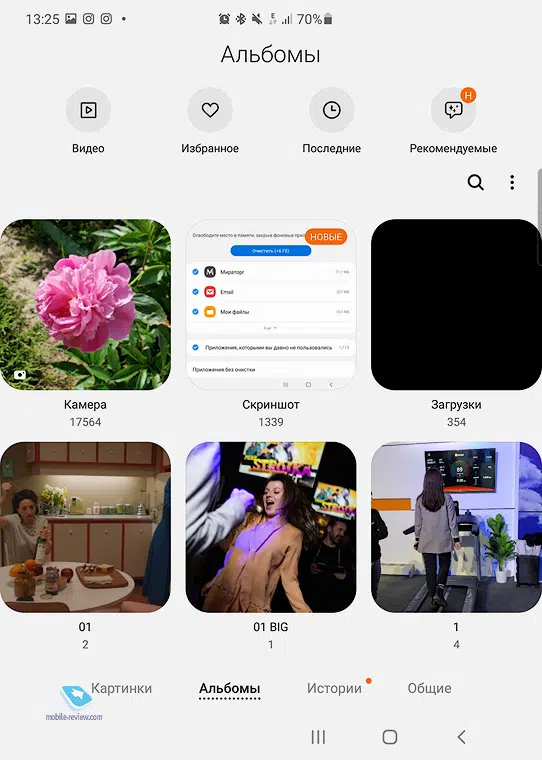 13:25
70%
Альбомы
Н
Видео Избранное Последние Рекомендуемые
НОВЫЕ
Освободите место в памяти, закрыв фоновые
Очистить (+6 ГБ)
Мираторг
Email
Мои файлы
Еще
Приложения, которыми вы давно не пользовались
Приложения без очистки
Камера Скриншот Загрузки
17564 1339 354
89
01 01 BIG 1
2 1 4
Картинки Альбомы Истории Общие
mobile-review.com